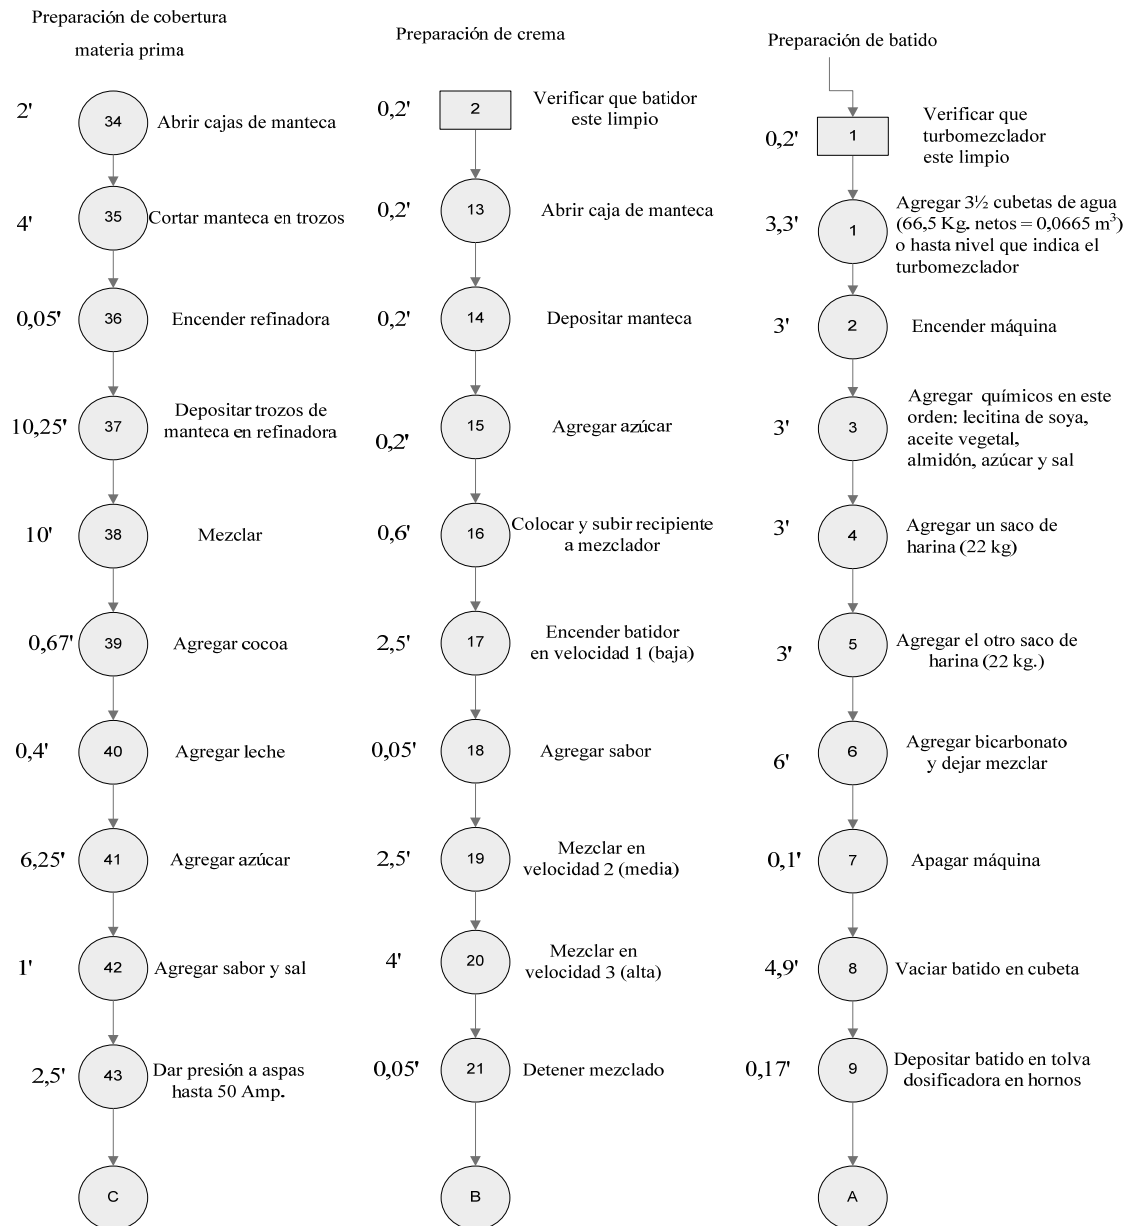 Preparación de cobertura
materia prima
2'
34
Abrir cajas de manteca
4'
35
Cortar manteca en trozos
0,05'
36
Encender refinadora
10,25'
37
Depositar trozos de
manteca en refinadora
10'
38
Mezclar
0,67'
39
Agregar cocoa
0,4'
40
Agregar leche
6,25'
41
Agregar azúcar
1'
42
Agregar sabor y sal
2,5'
43
Dar presión a aspas
hasta 50 Amp.
C
Preparación de crema
0,2'
2
Verificar que batidor
este limpio
0,2'
13
Abrir caja de manteca
0,2'
14
Depositar manteca
0,2'
15
Agregar azúcar
0,6'
16
Colocar y subir recipiente
a mezclador
2,5'
17
Encender batidor
en velocidad 1 (baja)
0,05'
18
Agregar sabor
2,5'
19
Mezclar en
velocidad 2 (media)
4'
20
Mezclar en
velocidad 3 (alta)
0,05'
21
Detener mezclado
B
Preparación de batido
0,2'
1
Verificar que
turbomezclador
este limpio
3,3'
1
Agregar 3½ cubetas de agua
(66,5 Kg. netos = 0,0665 m³)
o hasta nivel que indica el
turbomezclador
3'
2
Encender máquina
3'
3
Agregar químicos en este
orden: lecitina de soya,
aceite vegetal,
almidón, azúcar y sal
3'
4
Agregar un saco de
harina (22 kg)
3'
5
Agregar el otro saco de
harina (22 kg.)
6'
6
Agregar bicarbonato
y dejar mezclar
0,1'
7
Apagar máquina
4,9'
8
Vaciar batido en cubeta
0,17'
9
Depositar batido en tolva
dosificadora en hornos
A